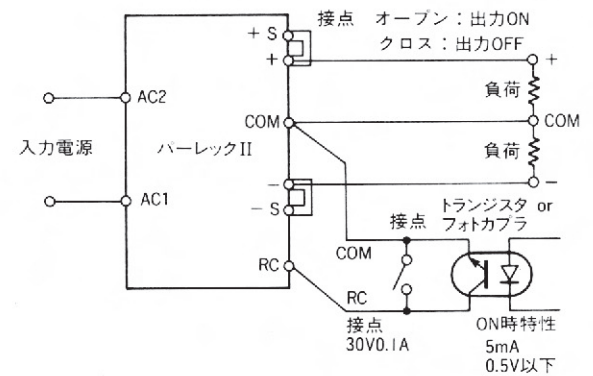 接点 オープン：出力ON
クロス：出力OFF
+S
+
+
AC2
負荷
COM
COM
入力電源
パーレックII
負荷
AC1
−
−
−S
接点
トランジスタ or
フォトカプラ
COM
RC
RC
接点
30V0.1A
ON時特性
5mA
0.5V以下